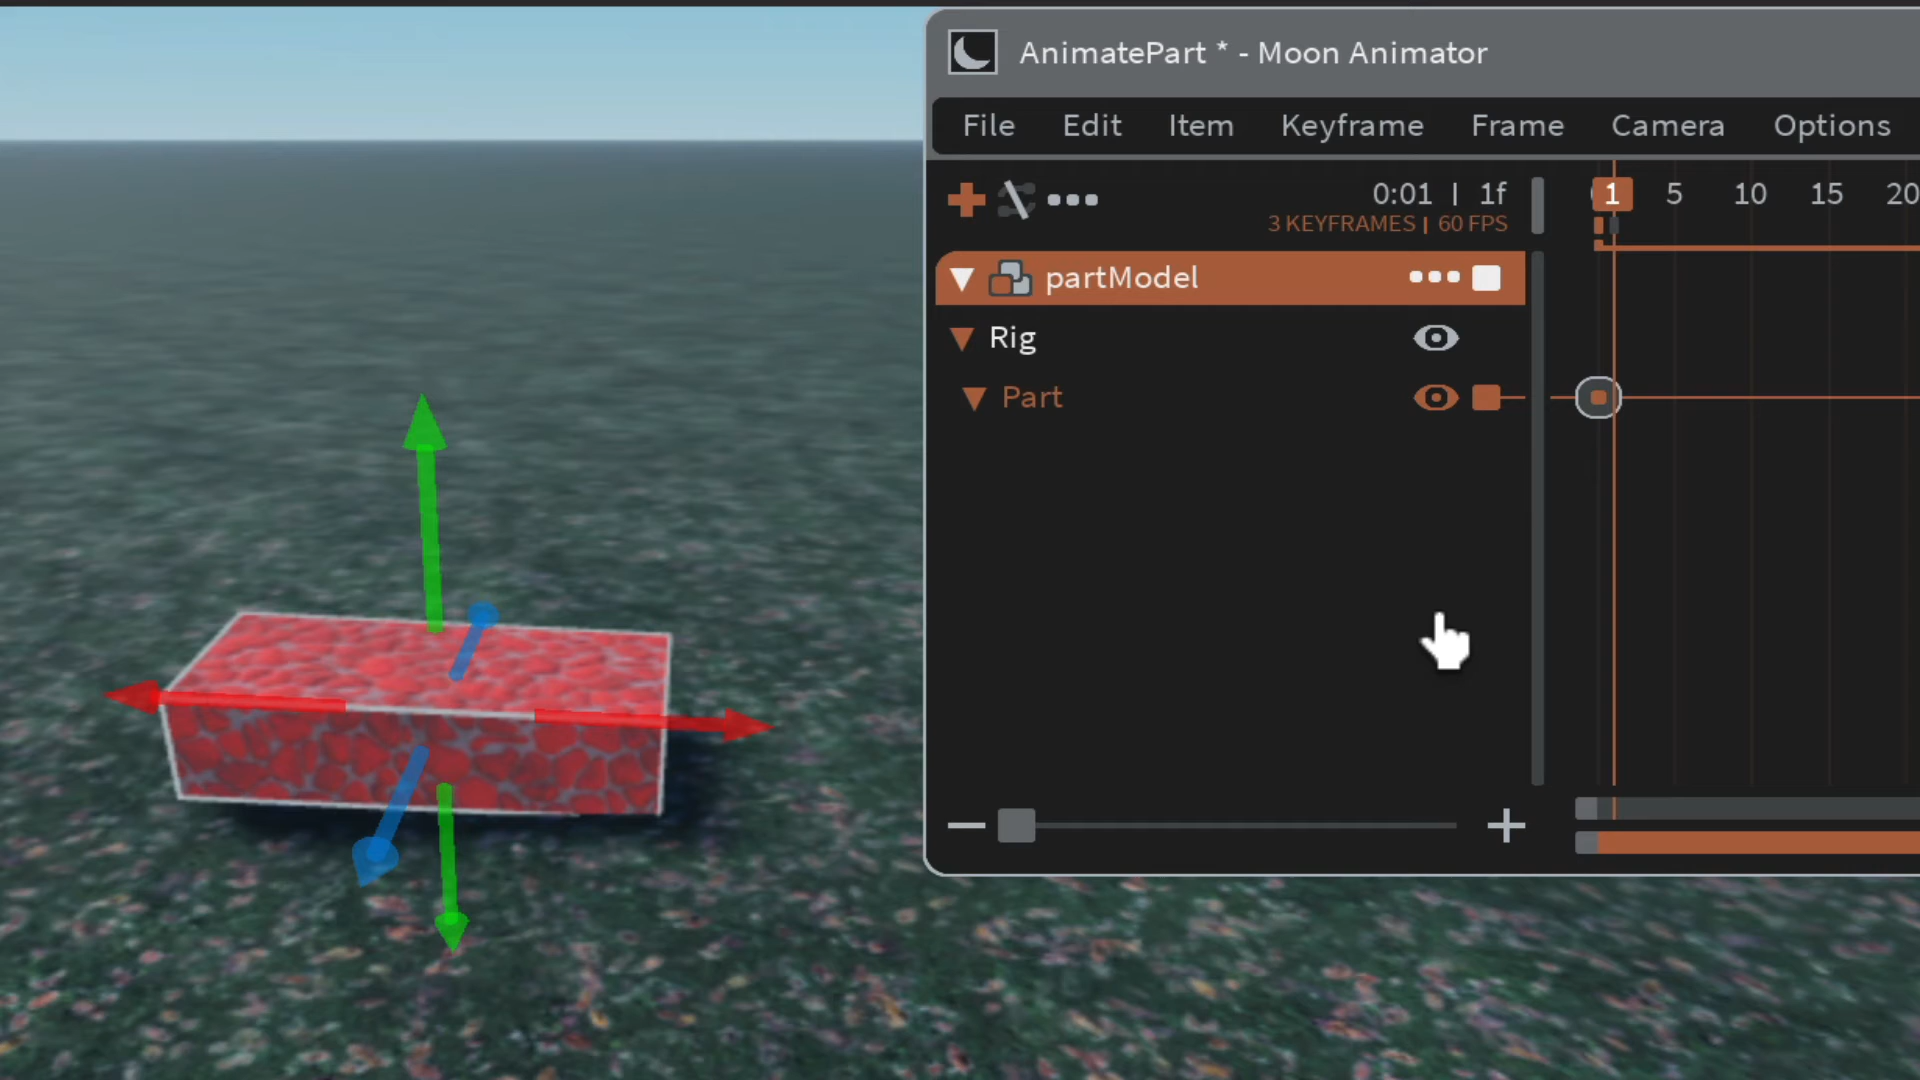 AnimatePart * - Moon Animator
File Edit Item Keyframe Frame Camera Options
0:01 | 1f
3 KEYFRAMES | 60 FPS
1 5 10 15 20
partModel
Rig
Part